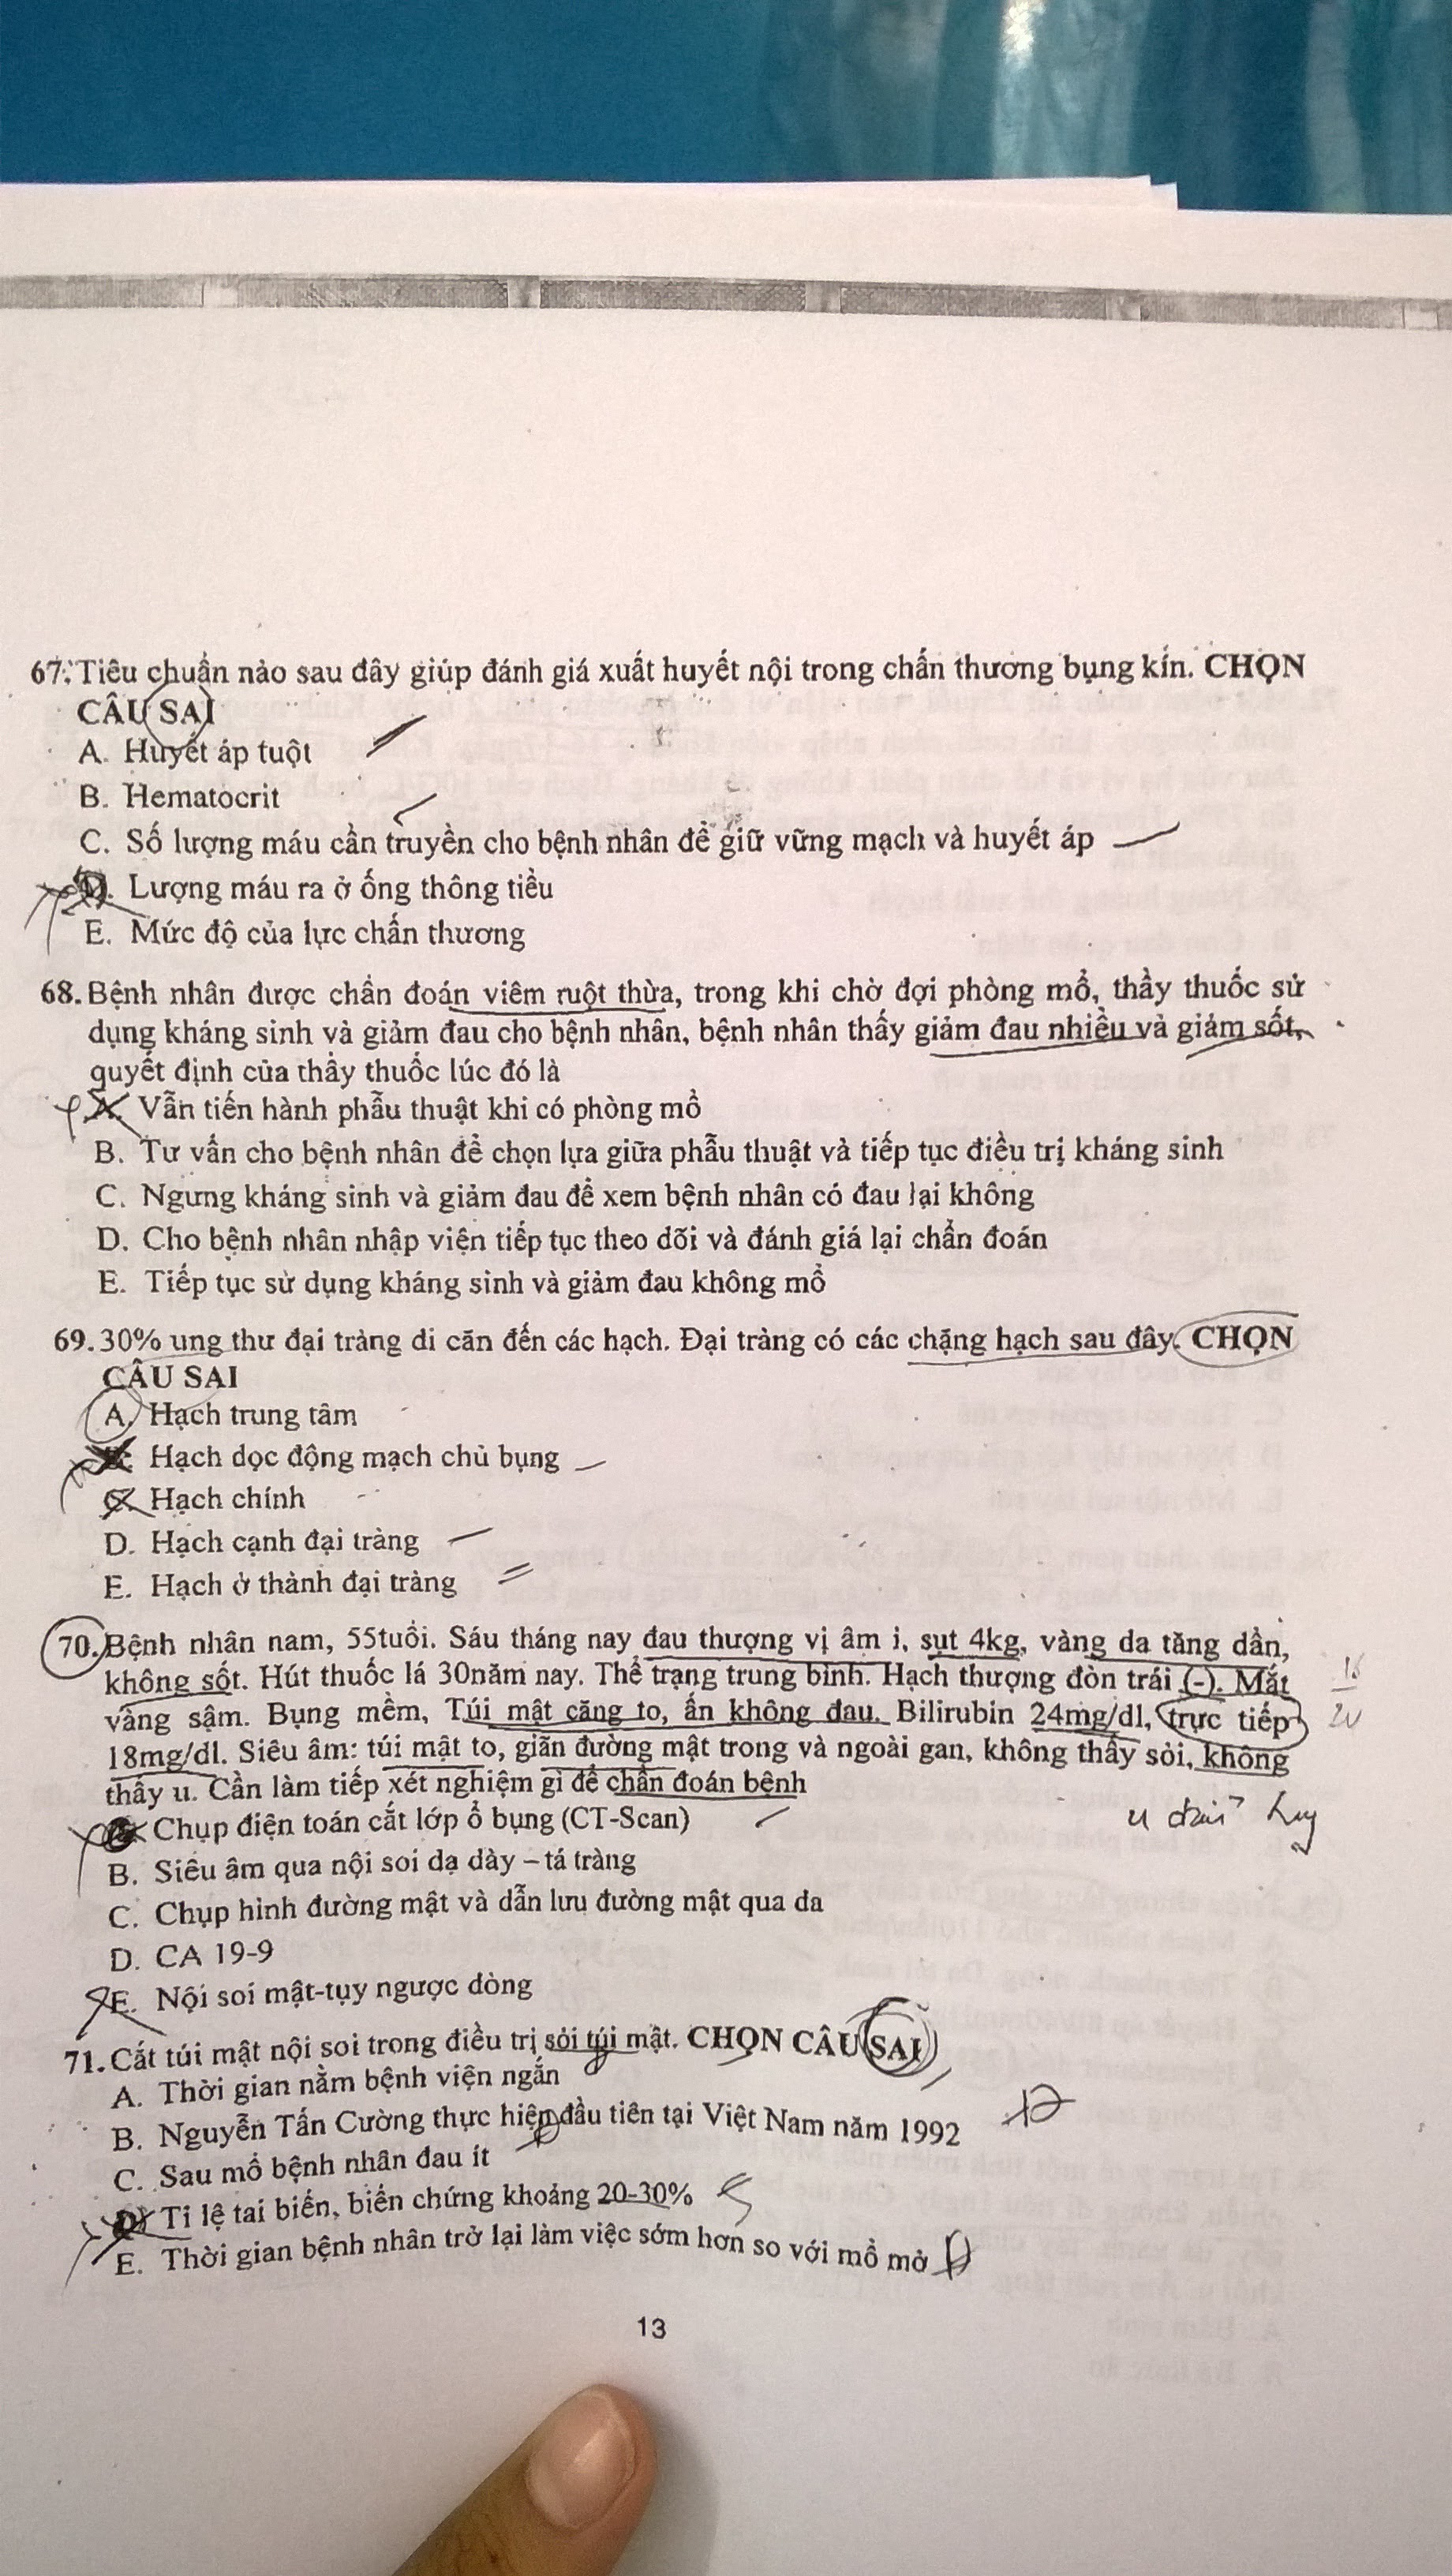 67. Tiêu chuẩn nào sau đây giúp đánh giá xuất huyết nội trong chấn thương bụng kín. CHỌN
CÂU SAI
A. Huyết áp tuột
B. Hematocrit
C. Số lượng máu cần truyền cho bệnh nhân để giữ vững mạch và huyết áp
D. Lượng máu ra ở ống thông tiểu
E. Mức độ của lực chấn thương
68. Bệnh nhân được chẩn đoán viêm ruột thừa, trong khi chờ đợi phòng mổ, thầy thuốc sử
dụng kháng sinh và giảm đau cho bệnh nhân, bệnh nhân thấy giảm đau nhiều và giảm sốt,
quyết định của thầy thuốc lúc đó là
A. Vẫn tiến hành phẫu thuật khi có phòng mổ
B. Tư vấn cho bệnh nhân để chọn lựa giữa phẫu thuật và tiếp tục điều trị kháng sinh
C. Ngưng kháng sinh và giảm đau để xem bệnh nhân có đau lại không
D. Cho bệnh nhân nhập viện tiếp tục theo dõi và đánh giá lại chẩn đoán
E. Tiếp tục sử dụng kháng sinh và giảm đau không mổ
69. 30% ung thư đại tràng di căn đến các hạch. Đại tràng có các chặng hạch sau đây. CHỌN
CÂU SAI
A. Hạch trung tâm
B. Hạch dọc động mạch chủ bụng
C. Hạch chính
D. Hạch cạnh đại tràng
E. Hạch ở thành đại tràng
70. Bệnh nhân nam, 55tuổi. Sáu tháng nay đau thượng vị âm ỉ, sụt 4kg, vàng da tăng dần,
không sốt. Hút thuốc lá 30năm nay. Thể trạng trung bình. Hạch thượng đòn trái (-). Mắt
vàng sậm. Bụng mềm, Túi mật căng to, ấn không đau. Bilirubin 24mg/dl, trực tiếp
18mg/dl. Siêu âm: túi mật to, giãn đường mật trong và ngoài gan, không thấy sỏi, không
thấy u. Cần làm tiếp xét nghiệm gì để chẩn đoán bệnh
A. Chụp điện toán cắt lớp ổ bụng (CT-Scan)
B. Siêu âm qua nội soi dạ dày – tá tràng
C. Chụp hình đường mật và dẫn lưu đường mật qua da
D. CA 19-9
E. Nội soi mật-tụy ngược dòng
71. Cắt túi mật nội soi trong điều trị sỏi túi mật. CHỌN CÂU SAI
A. Thời gian nằm bệnh viện ngắn
B. Nguyễn Tấn Cường thực hiện đầu tiên tại Việt Nam năm 1992
C. Sau mổ bệnh nhân đau ít
D. Tỉ lệ tai biến, biến chứng khoảng 20-30%
E. Thời gian bệnh nhân trở lại làm việc sớm hơn so với mổ mở
13